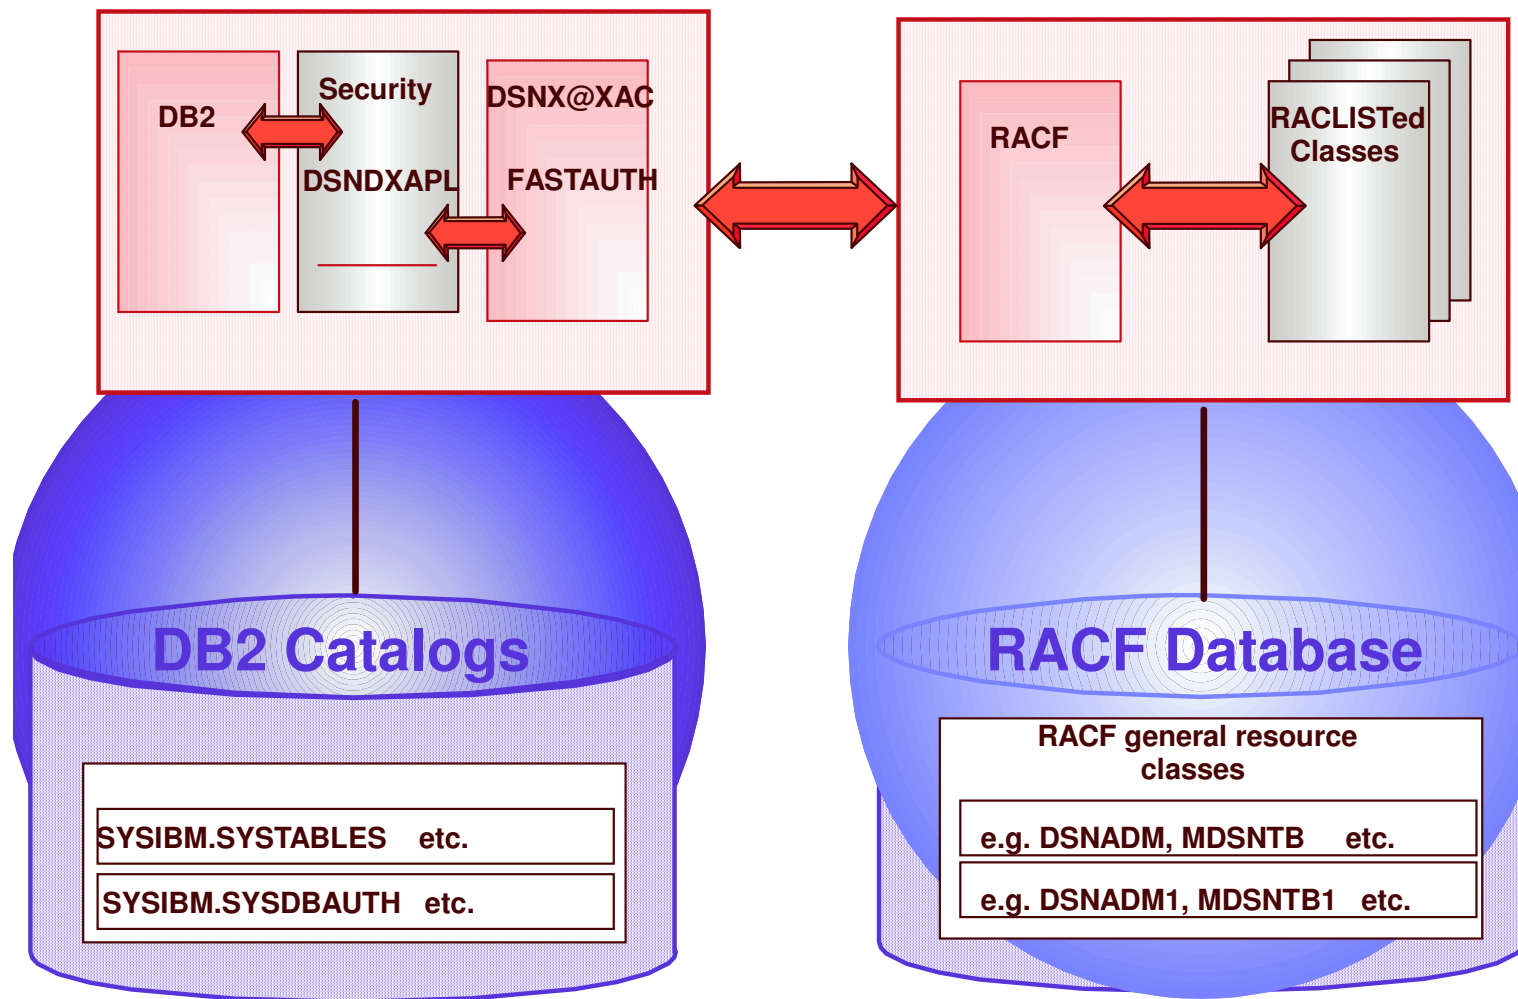 DB2
Security
DSNDXAPL
DSNX@XAC
FASTAUTH
RACF
RACLISTed
Classes
DB2 Catalogs
SYSIBM.SYSTABLES etc.
SYSIBM.SYSDBAUTH etc.
RACF Database
RACF general resource
classes
e.g. DSNADM, MDSNTB etc.
e.g. DSNADM1, MDSNTB1 etc.